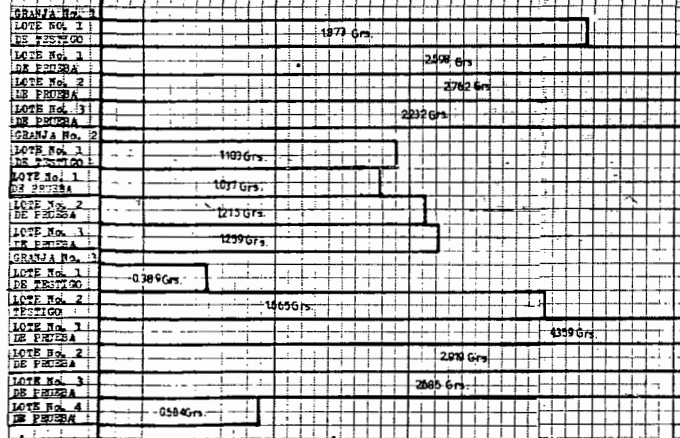 GRANJA No. 1
LOTE No. 1
DE TESTIGO
1.873 Grs.
LOTE No. 1
DE PRUEBA
2.598 Grs.
LOTE No. 2
DE PRUEBA
2.762 Grs.
LOTE No. 3
DE PRUEBA
2.232 Grs.
GRANJA No. 2
LOTE No. 1
DE TESTIGO
1.103 Grs.
LOTE No. 1
DE PRUEBA
1.037 Grs.
LOTE No. 2
DE PRUEBA
1.215 Grs.
LOTE No. 3
DE PRUEBA
1.259 Grs.
GRANJA No. 3
LOTE No. 1
DE TESTIGO
0.389 Grs.
LOTE No. 2
TESTIGO
1.665 Grs.
LOTE No. 1
DE PRUEBA
4.359 Grs.
LOTE No. 2
DE PRUEBA
Grs.
LOTE No. 3
DE PRUEBA
2.685 Grs.
LOTE No. 4
DE PRUEBA
0.584 Grs.